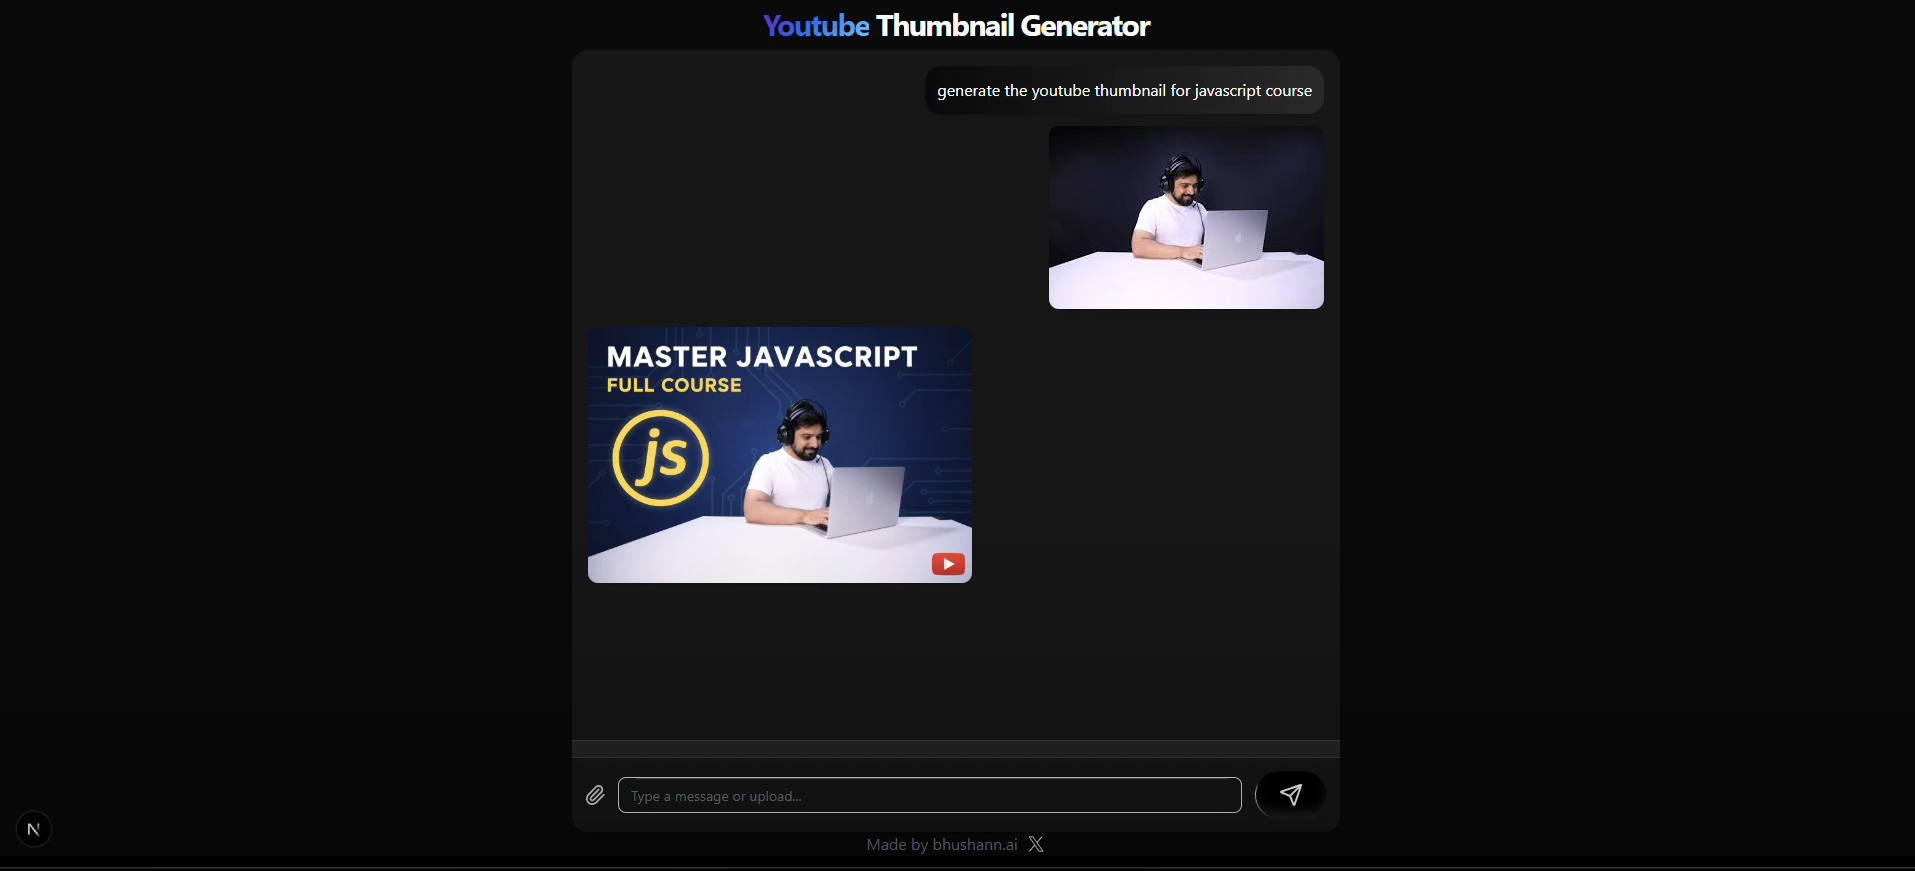 Youtube Thumbnail Generator
generate the youtube thumbnail for javascript course
MASTER JAVASCRIPT
FULL COURSE
js
Type a message or upload...
N
Made by bhushann.ai X